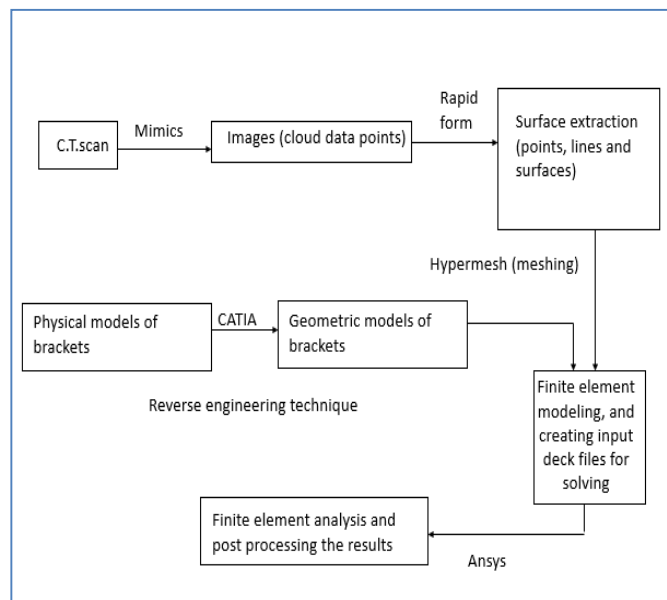 C.T.scan
Mimics
Images (cloud data points)
Rapid
form
Surface extraction
(points, lines and
surfaces)
Hypermesh (meshing)
Physical models of
brackets
CATIA
Geometric models of
brackets
Reverse engineering technique
Finite element
modeling, and
creating input
deck files for
solving
Finite element analysis and
post processing the results
Ansys